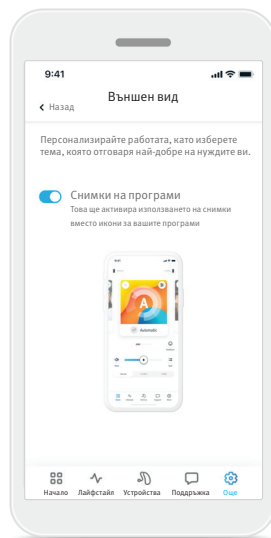 9:41
Външен вид
Назад
Персонализирайте работата, като изберете
тема, която отговаря най-добре на нуждите ви.
Снимки на програми
Това ще активира използването на снимки
вместо икони за вашите програми
A
Automatic
Начало Лайфстайл Устройства Поддръжка Още